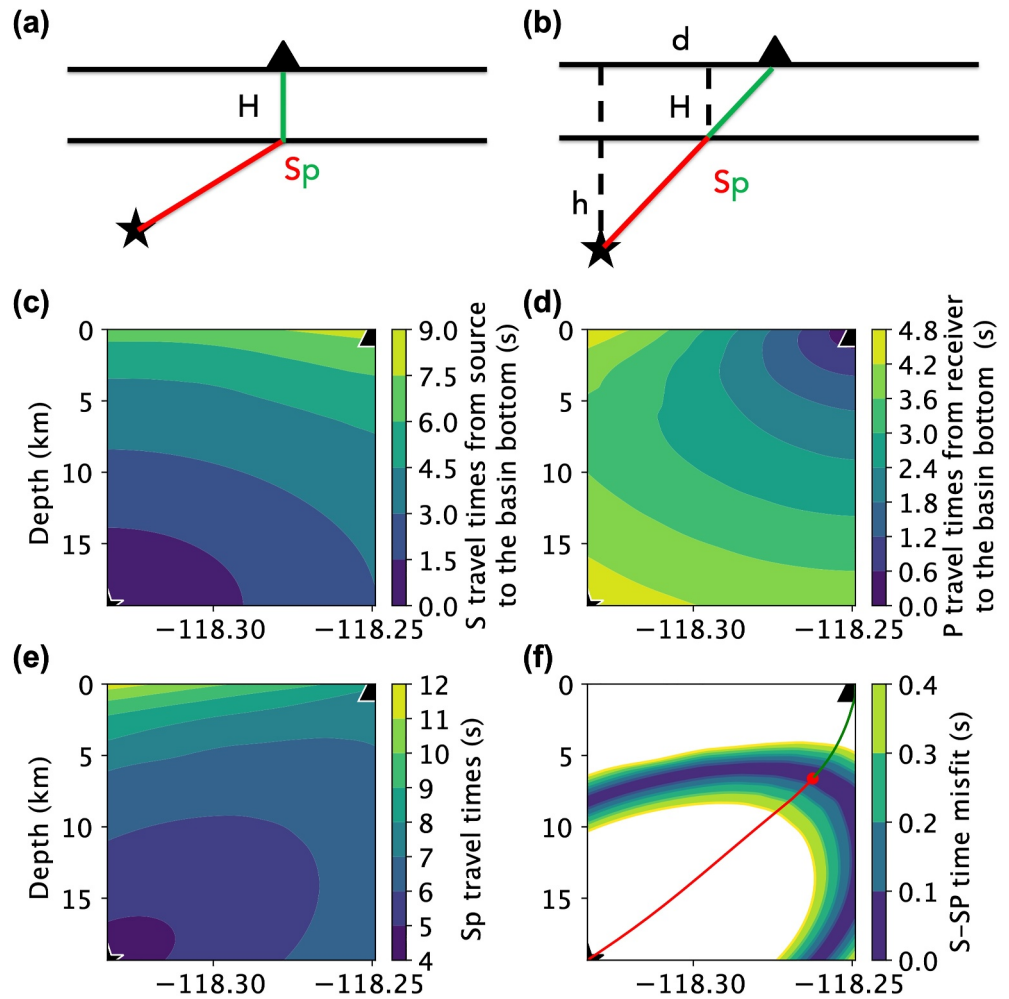 (a)
H
Sp
(b)
d
H
Sp
h
(c)
0
5
10
15
Depth (km)
−118.30
−118.25
9.0
7.5
6.0
4.5
3.0
1.5
0.0
S travel times from source
to the basin bottom (s)
(d)
0
5
10
15
−118.30
−118.25
4.8
4.2
3.6
3.0
2.4
1.8
1.2
0.6
0.0
P travel times from receiver
to the basin bottom (s)
(e)
0
5
10
15
Depth (km)
−118.30
−118.25
12
11
10
9
8
7
6
5
4
Sp travel times (s)
(f)
0
5
10
15
−118.30
−118.25
0.4
0.3
0.2
0.1
0.0
S−SP time misfit (s)